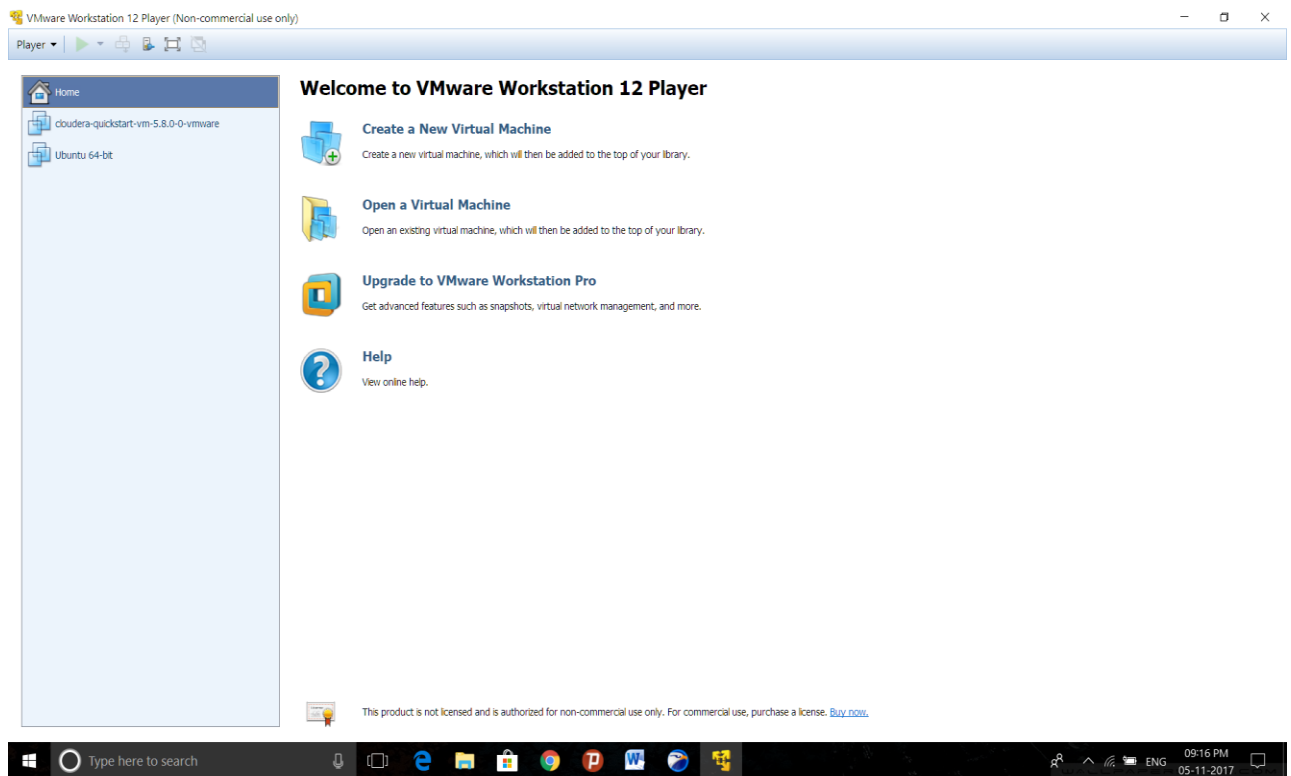 VMware Workstation 12 Player (Non-commercial use only)
Player
Home
cloudera-quickstart-vm-5.8.0-0-vmware
Ubuntu 64-bit
Welcome to VMware Workstation 12 Player
Create a New Virtual Machine
Create a new virtual machine, which will then be added to the top of your library.
Open a Virtual Machine
Open an existing virtual machine, which will then be added to the top of your library.
Upgrade to VMware Workstation Pro
Get advanced features such as snapshots, virtual network management, and more.
Help
View online help.
This product is not licensed and is authorized for non-commercial use only. For commercial use, purchase a license. Buy now.
Type here to search
ENG
09:16 PM
05-11-2017